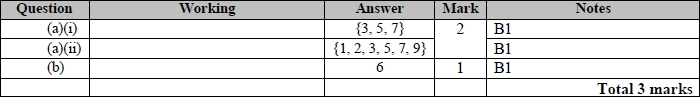 Question Working Answer Mark Notes
(a)(i) {3, 5, 7} 2 B1
(a)(ii) {1, 2, 3, 5, 7, 9} B1
(b) 6 1 B1
Total 3 marks